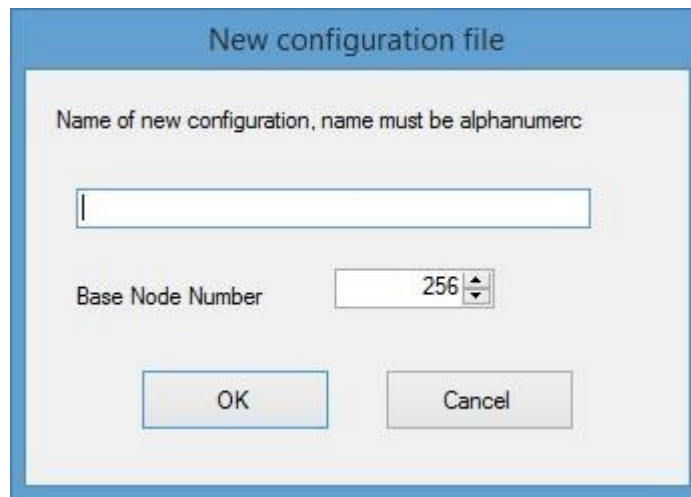 New configuration file
Name of new configuration, name must be alphanumerc
Base Node Number 256
OK Cancel